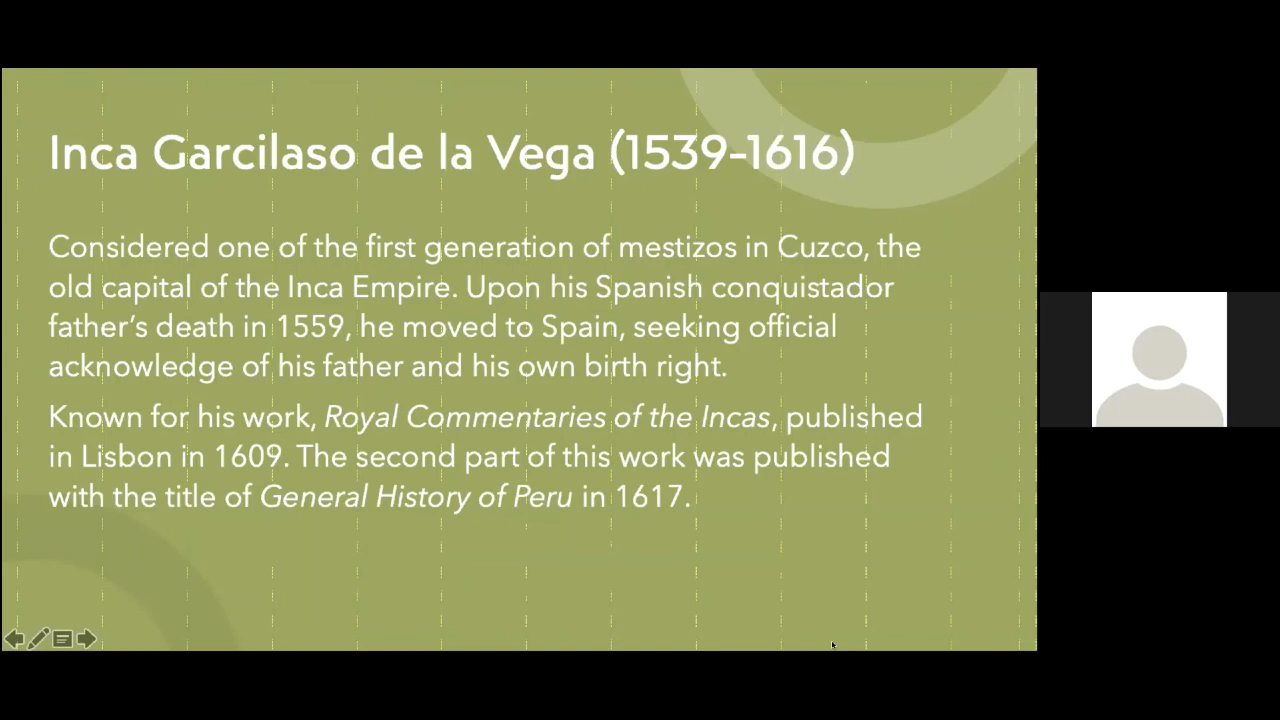 Inca Garcilaso de la Vega (1539-1616)
Considered one of the first generation of mestizos in Cuzco, the
old capital of the Inca Empire. Upon his Spanish conquistador
father’s death in 1559, he moved to Spain, seeking official
acknowledge of his father and his own birth right.
Known for his work, Royal Commentaries of the Incas, published
in Lisbon in 1609. The second part of this work was published
with the title of General History of Peru in 1617.